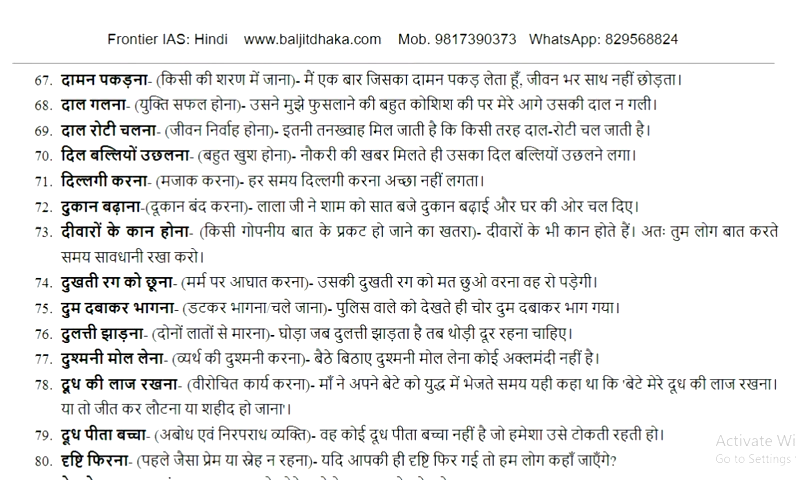 Frontier IAS: Hindi www.baljitdhaka.com Mob. 9817390373 WhatsApp: 829568824
67. दामन पकड़ना- (किसी की शरण में जाना)- मैं एक बार जिसका दामन पकड़ लेता हूँ, जीवन भर साथ नहीं छोड़ता।
68. दाल गलना- (युक्ति सफल होना)- उसने मुझे फुसलाने की बहुत कोशिश की पर मेरे आगे उसकी दाल न गली।
69. दाल रोटी चलना- (जीवन निर्वाह होना)- इतनी तनख्वाह मिल जाती है कि किसी तरह दाल-रोटी चल जाती है।
70. दिल बल्लियों उछलना- (बहुत खुश होना)- नौकरी की खबर मिलते ही उसका दिल बल्लियों उछलने लगा।
71. दिल्लगी करना- (मजाक करना)- हर समय दिल्लगी करना अच्छा नहीं लगता।
72. दुकान बढ़ाना-(दूकान बंद करना)- लाला जी ने शाम को सात बजे दुकान बढ़ाई और घर की ओर चल दिए।
73. दीवारों के कान होना- (किसी गोपनीय बात के प्रकट हो जाने का खतरा)- दीवारों के भी कान होते हैं। अतः तुम लोग बात करते
समय सावधानी रखा करो।
74. दुखती रग को छूना- (मर्म पर आघात करना)- उसकी दुखती रग को मत छुओ वरना वह रो पड़ेगी।
75. दुम दबाकर भागना- (डटकर भागना/चले जाना)- पुलिस वाले को देखते ही चोर दुम दबाकर भाग गया।
76. दुलत्ती झाड़ना- (दोनों लातों से मारना)- घोड़ा जब दुलत्ती झाड़ता है तब थोड़ी दूर रहना चाहिए।
77. दुश्मनी मोल लेना- (व्यर्थ की दुश्मनी करना)- बैठे बिठाए दुश्मनी मोल लेना कोई अक्लमंदी नहीं है।
78. दूध की लाज रखना- (वीरोचित कार्य करना)- माँ ने अपने बेटे को युद्ध में भेजते समय यही कहा था कि 'बेटे मेरे दूध की लाज रखना।
या तो जीत कर लौटना या शहीद हो जाना'।
79. दूध पीता बच्चा- (अबोध एवं निरपराध व्यक्ति)- वह कोई दूध पीता बच्चा नहीं है जो हमेशा उसे टोकती रहती हो।
80. दृष्टि फिरना- (पहले जैसा प्रेम या स्नेह न रहना)- यदि आपकी ही दृष्टि फिर गई तो हम लोग कहाँ जाएँगे?
Activate Wi
Go to Settings